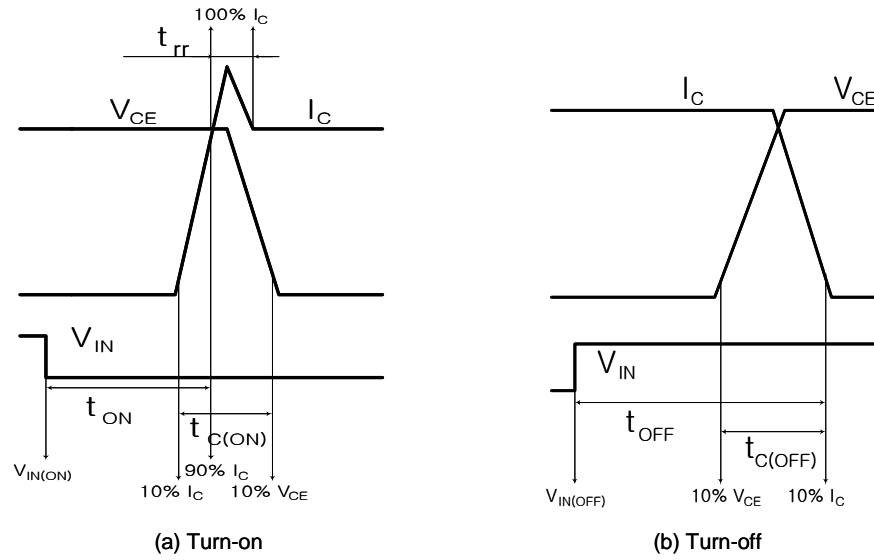 100% I_C
t_rr
V_CE
I_C
V_IN
t_ON
t_C(ON)
V_IN(ON)
10% I_C
90% I_C
10% V_CE
(a) Turn-on
I_C
V_CE
V_IN
t_OFF
t_C(OFF)
V_IN(OFF)
10% V_CE
10% I_C
(b) Turn-off